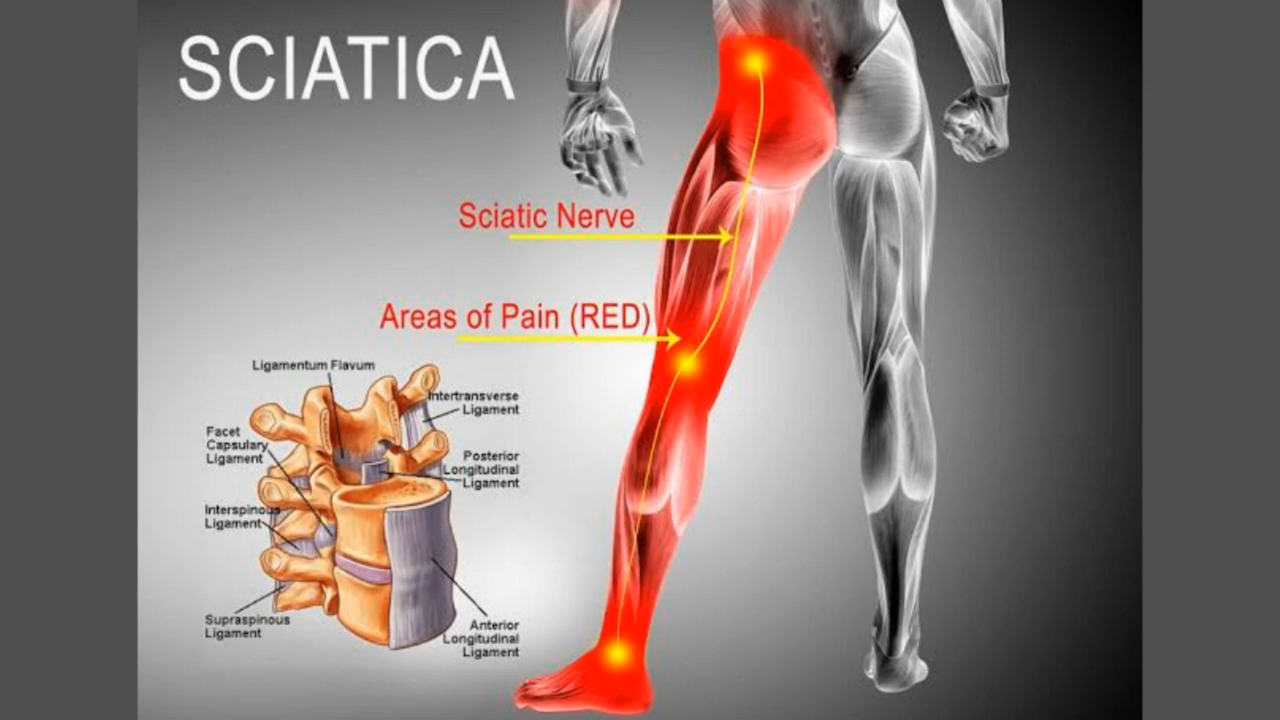 SCIATICA
Sciatic Nerve
Areas of Pain (RED)
Ligamentum Flavum
Intertransverse
Ligament
Facet
Capsulary
Ligament
Posterior
Longitudinal
Ligament
Interspinous
Ligament
Supraspinous
Ligament
Anterior
Longitudinal
Ligament